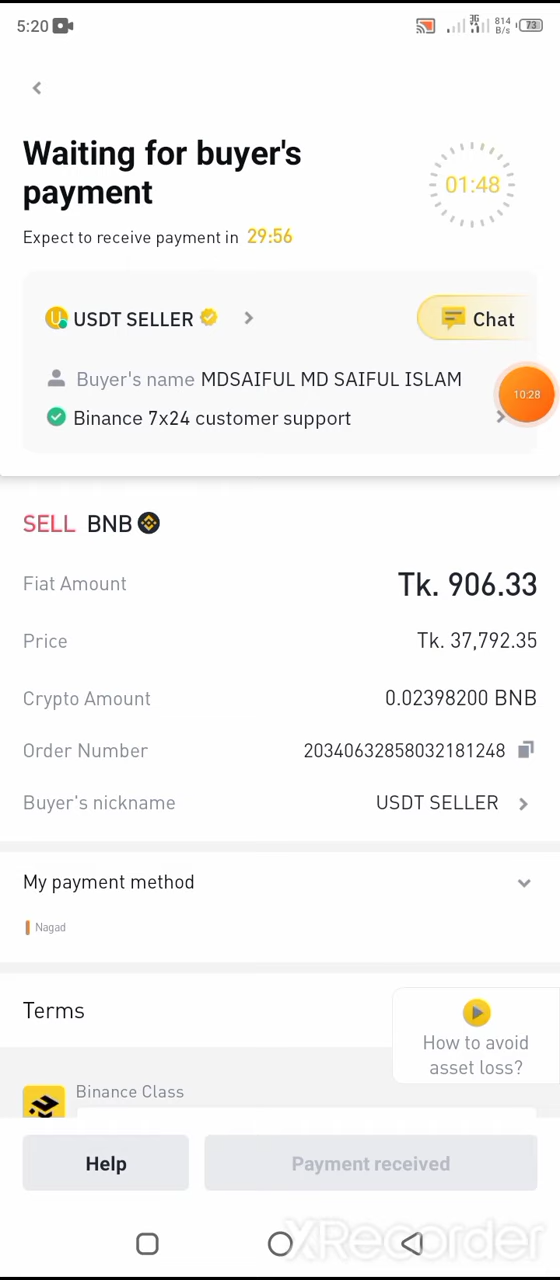 5:20
3G
814
B/s
73
Waiting for buyer's
payment
01:48
Expect to receive payment in 29:56
USDT SELLER
Chat
Buyer's name MDSAIFUL MD SAIFUL ISLAM
10:28
Binance 7x24 customer support
SELL BNB
Fiat Amount Tk. 906.33
Price Tk. 37,792.35
Crypto Amount 0.02398200 BNB
Order Number 20340632858032181248
Buyer's nickname USDT SELLER
My payment method
Nagad
Terms
How to avoid
asset loss?
Binance Class
Help
Payment received
XRecorder